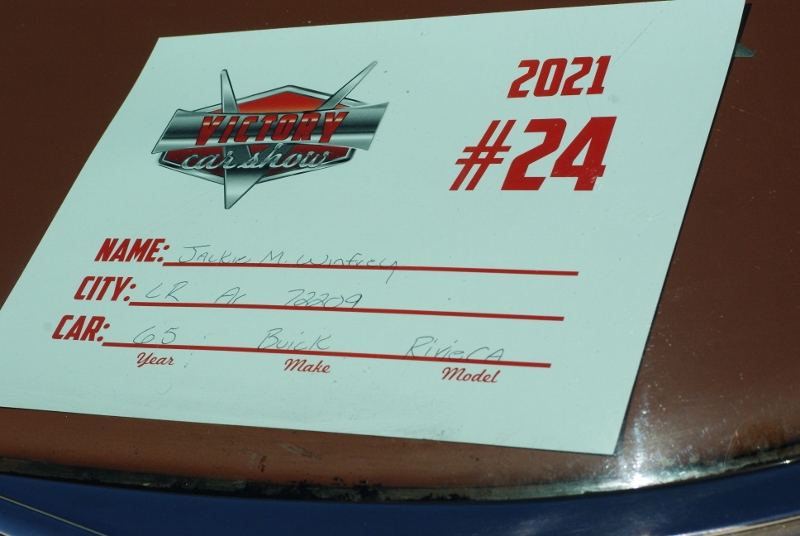 VICTORY
car show
2021
#24
NAME: Jackie M. Winfrey
CITY: LR Ar 72209
CAR: 65 Buick Riviera
Year Make Model